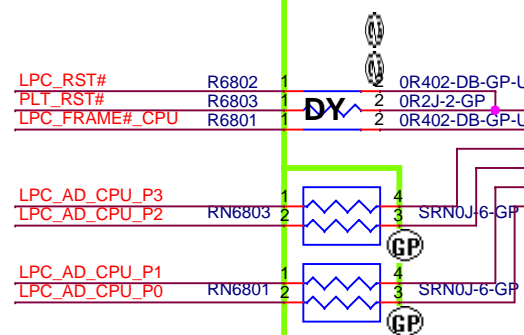 LPC_RST# R6802 1 2 0R402-DB-GP-U
PLT_RST# R6803 1 DY 2 0R2J-2-GP
LPC_FRAME#_CPU R6801 1 2 0R402-DB-GP-U
LPC_AD_CPU_P3 1 4
LPC_AD_CPU_P2 RN6803 2 3 SRN0J-6-GP
GP
LPC_AD_CPU_P1 1 4
LPC_AD_CPU_P0 RN6801 2 3 SRN0J-6-GP
GP